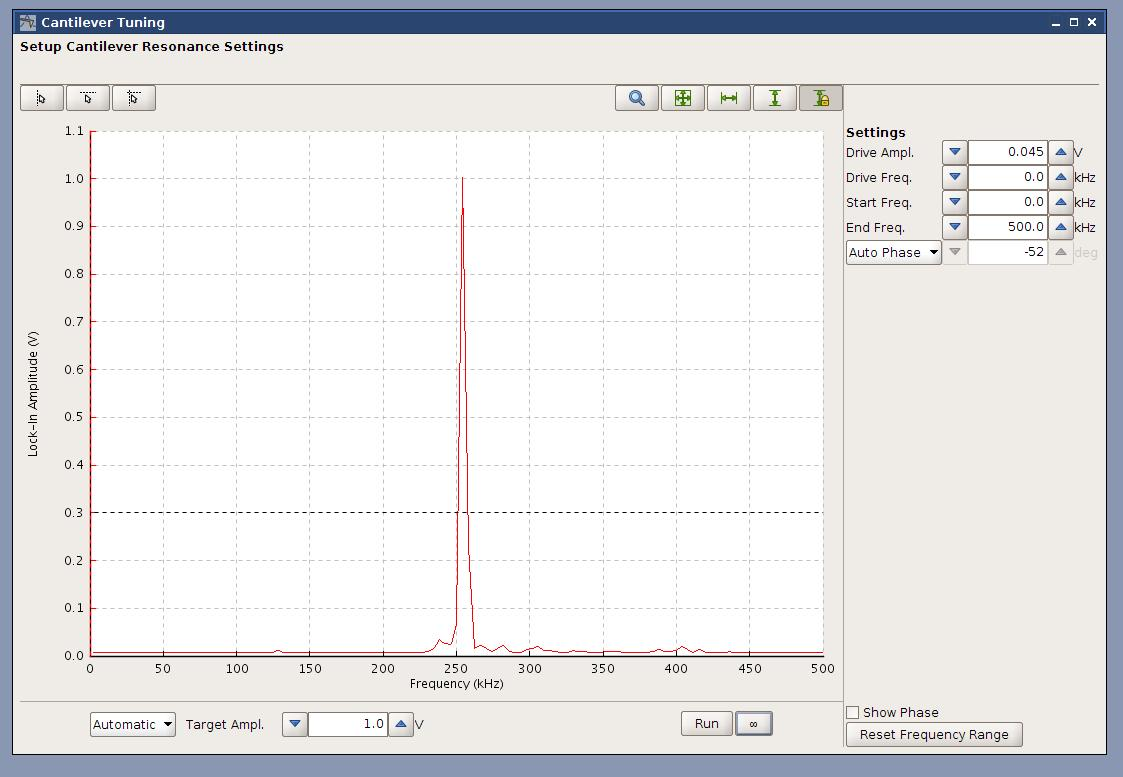 Cantilever Tuning
Setup Cantilever Resonance Settings
1.1
1.0
0.9
0.8
0.7
0.6
0.5
0.4
0.3
0.2
0.1
0.0
Lock-In Amplitude (V)
0 50 100 150 200 250 300 350 400 450 500
Frequency (kHz)
Settings
Drive Ampl. 0.045 V
Drive Freq. 0.0 kHz
Start Freq. 0.0 kHz
End Freq. 500.0 kHz
Auto Phase -52 deg
Automatic Target Ampl. 1.0 V Run ∞
Show Phase
Reset Frequency Range